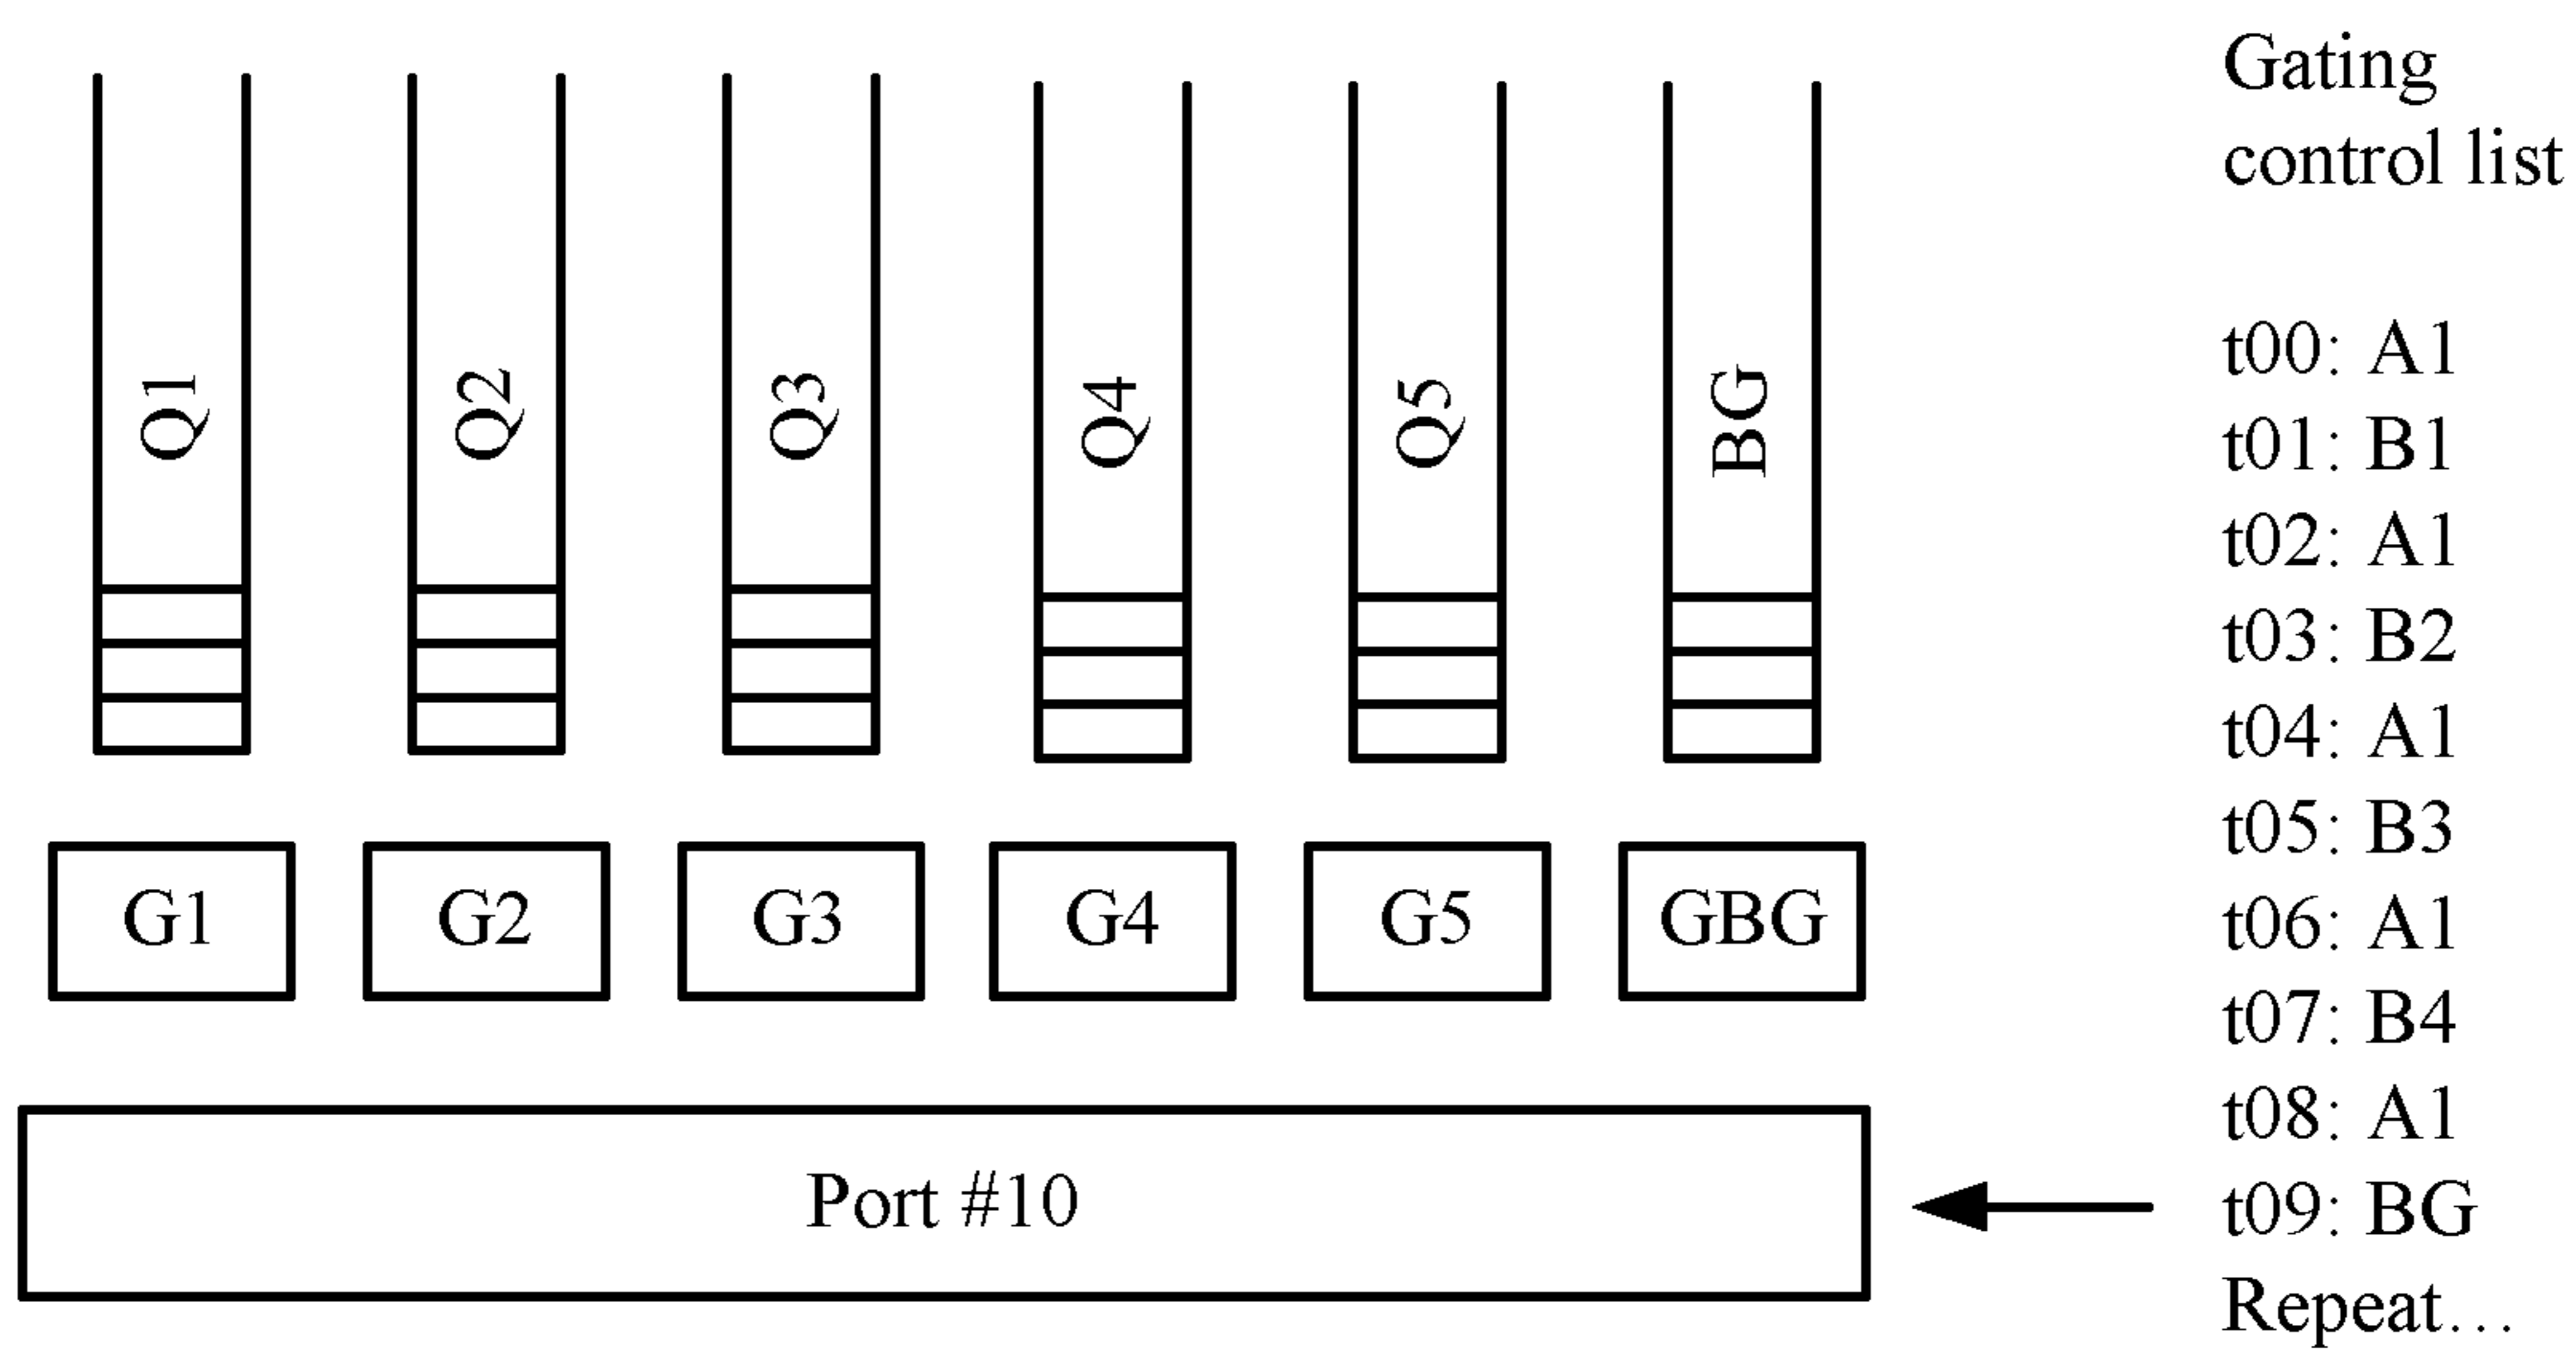 Q1
Q2
Q3
Q4
Q5
BG
G1
G2
G3
G4
G5
GBG
Port #10
Gating
control list
t00: A1
t01: B1
t02: A1
t03: B2
t04: A1
t05: B3
t06: A1
t07: B4
t08: A1
t09: BG
Repeat…